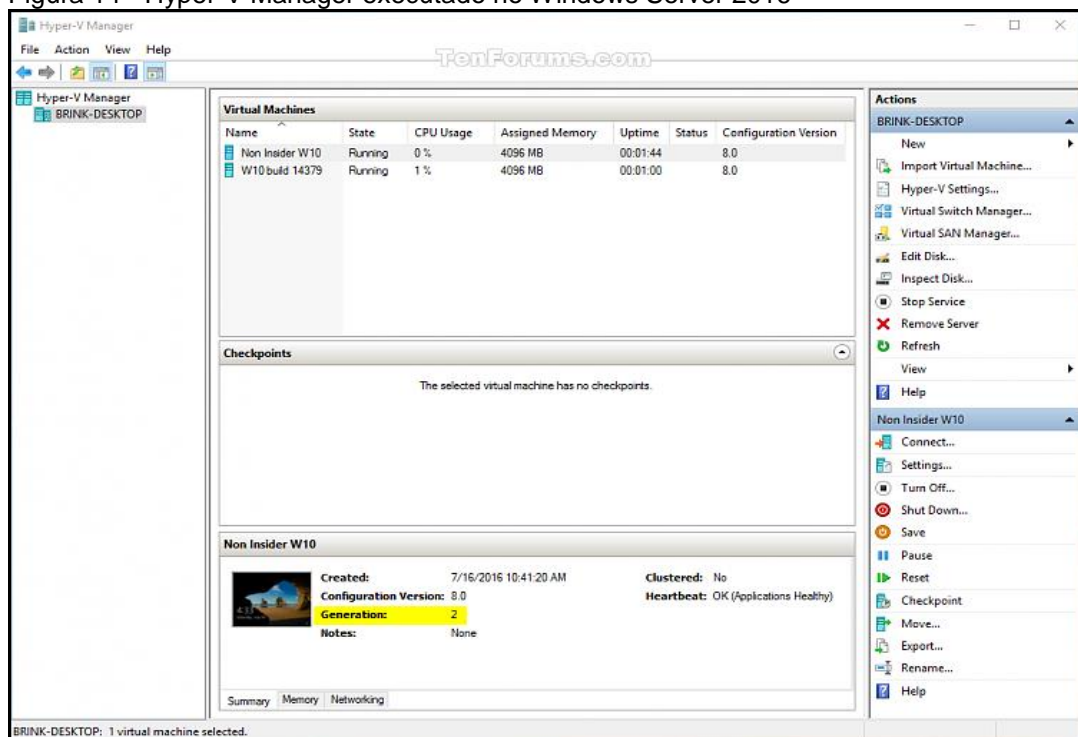 Hyper-V Manager
File Action View Help
TenForums.com
Hyper-V Manager
BRINK-DESKTOP
Virtual Machines
Name State CPU Usage Assigned Memory Uptime Status Configuration Version
Non Insider W10 Running 0 % 4096 MB 00:01:44 8.0
W10 build 14379 Running 1 % 4096 MB 00:01:00 8.0
Checkpoints
The selected virtual machine has no checkpoints.
Non Insider W10
Created: 7/16/2016 10:41:20 AM Clustered: No
Configuration Version: 8.0 Heartbeat: OK (Applications Healthy)
Generation: 2
Notes: None
Summary Memory Networking
Actions
BRINK-DESKTOP
New
Import Virtual Machine...
Hyper-V Settings...
Virtual Switch Manager...
Virtual SAN Manager...
Edit Disk...
Inspect Disk...
Stop Service
Remove Server
Refresh
View
Help
Non Insider W10
Connect...
Settings...
Turn Off...
Shut Down...
Save
Pause
Reset
Checkpoint
Move...
Export...
Rename...
Help
BRINK-DESKTOP: 1 virtual machine selected.